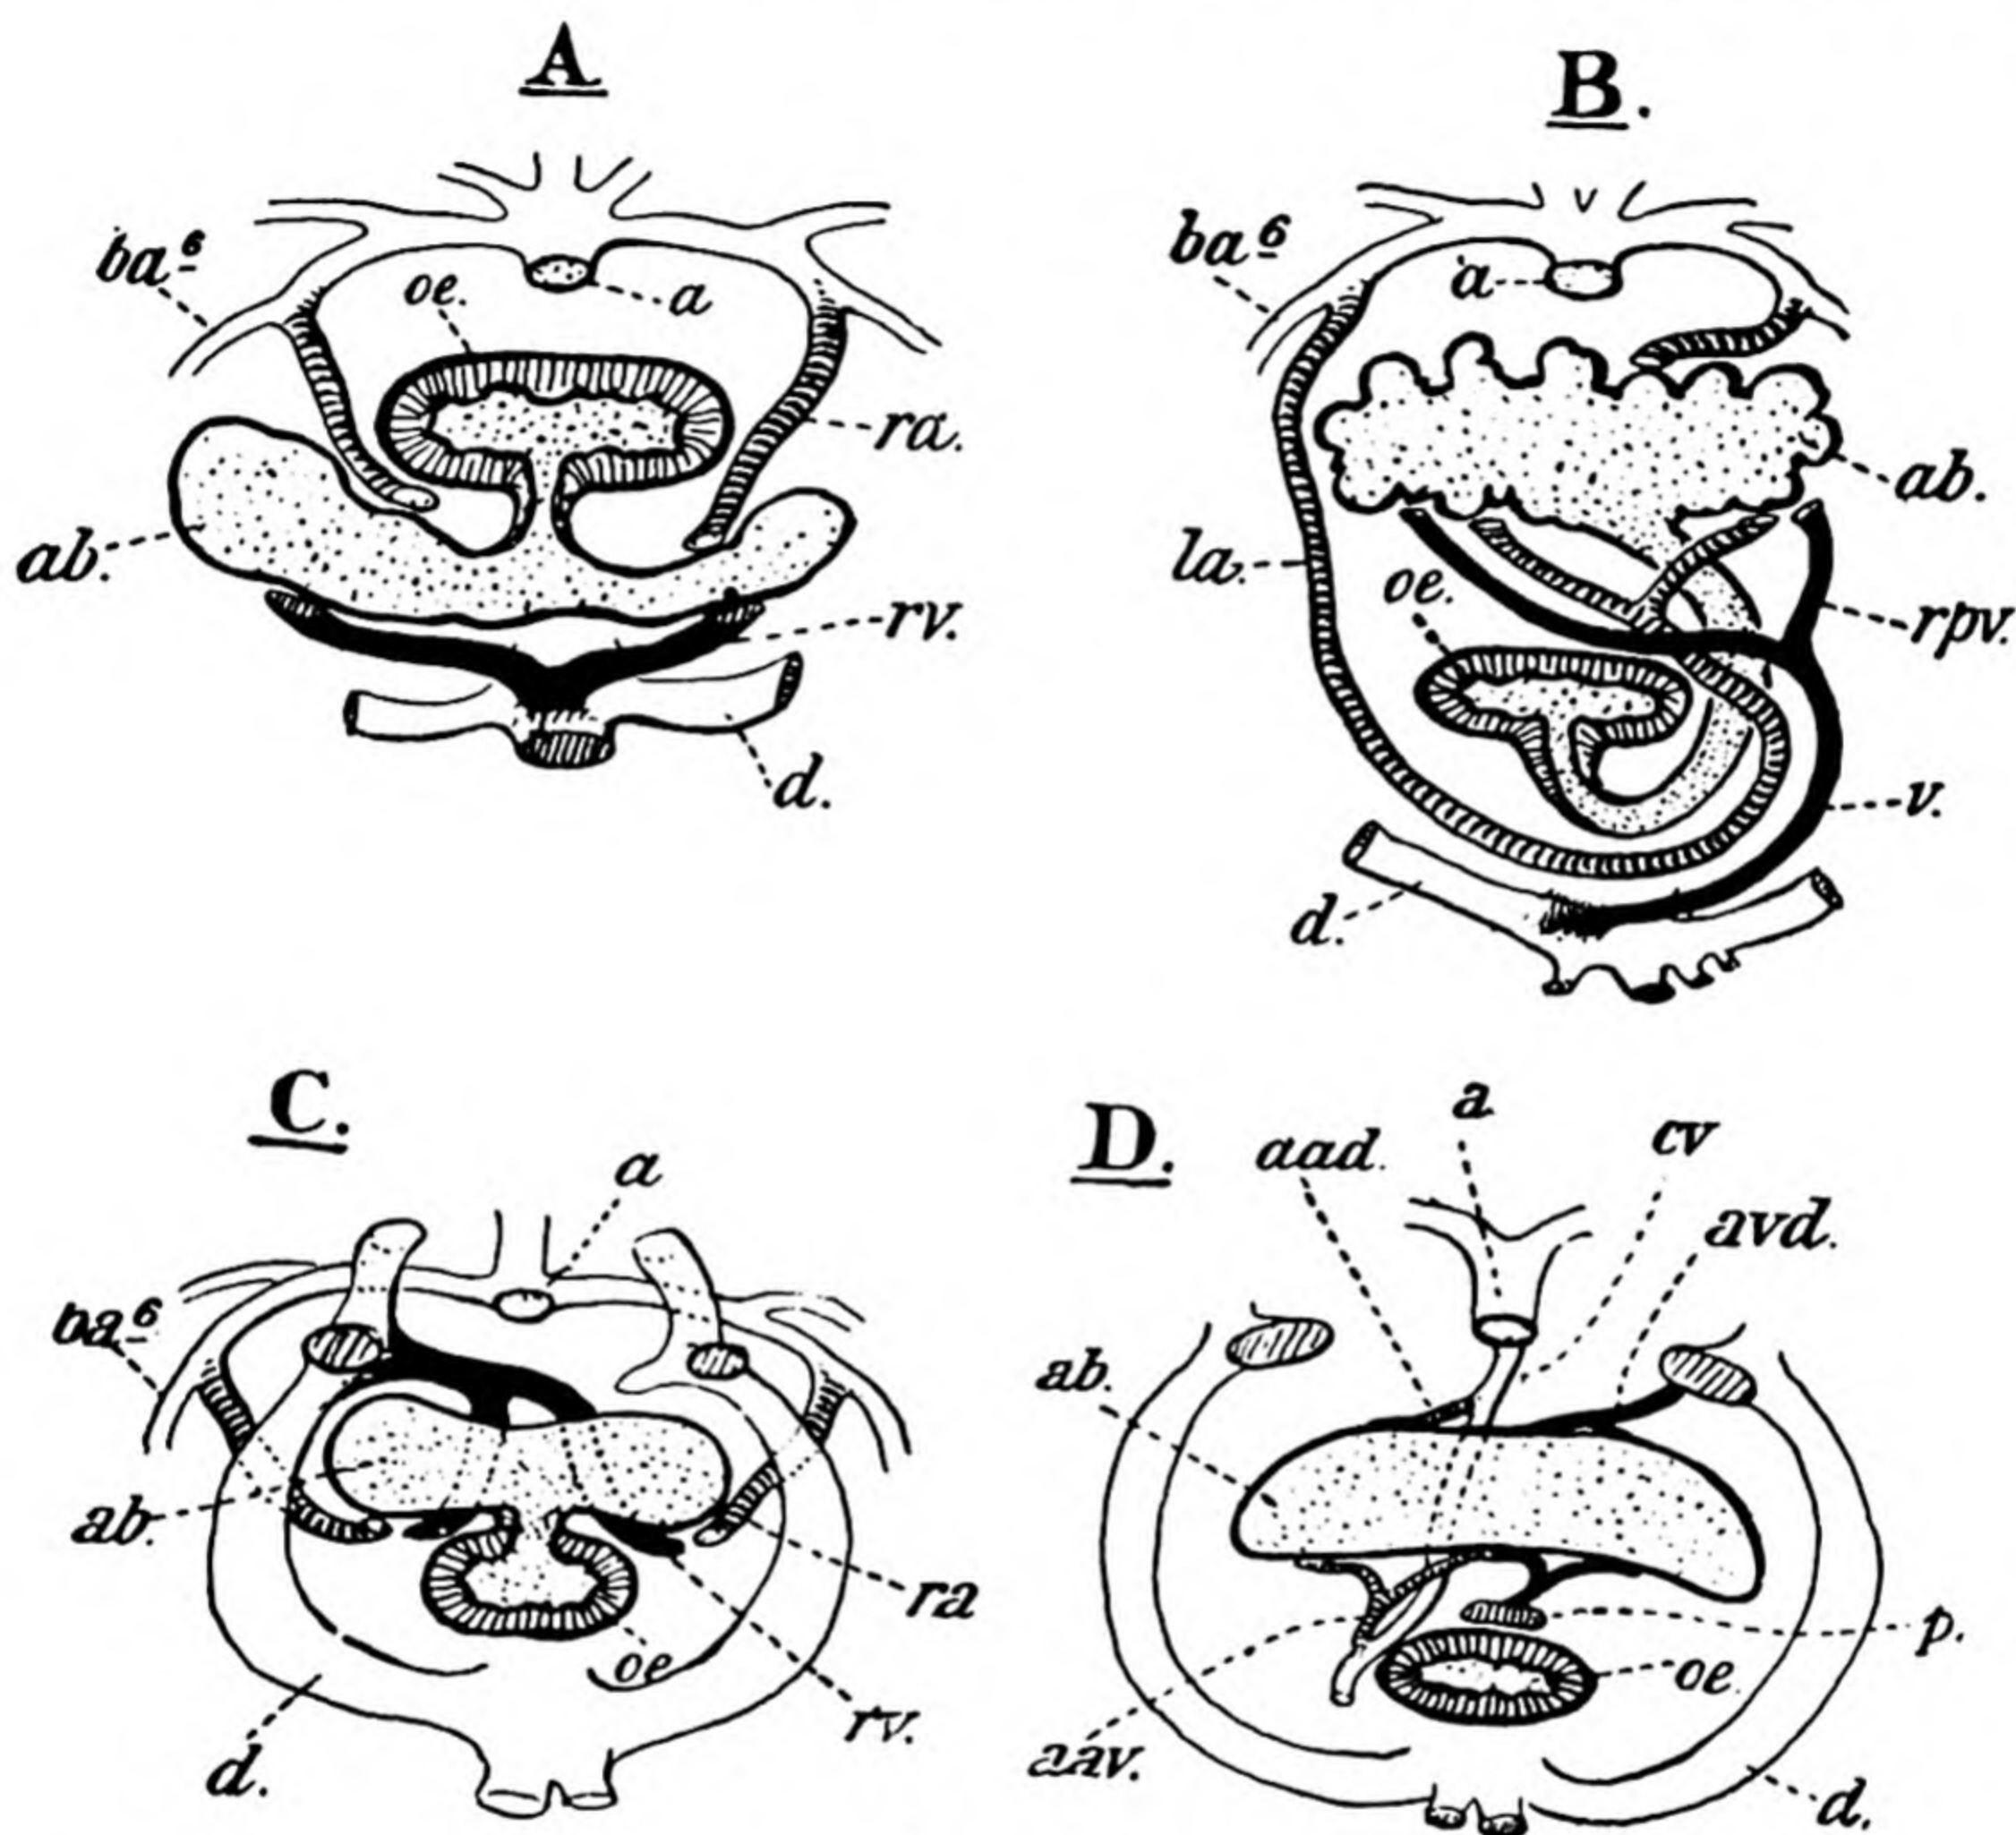 A
ba6
oe.
a
ra.
ab.
rv.
d.
B.
ba6
a
ab.
la.
oe.
rpv.
v.
d.
C.
a
ba6
ab.
ra
oe
rv.
d.
D.
aad.
a
cv
avd.
ab.
p.
oe.
aav.
d.